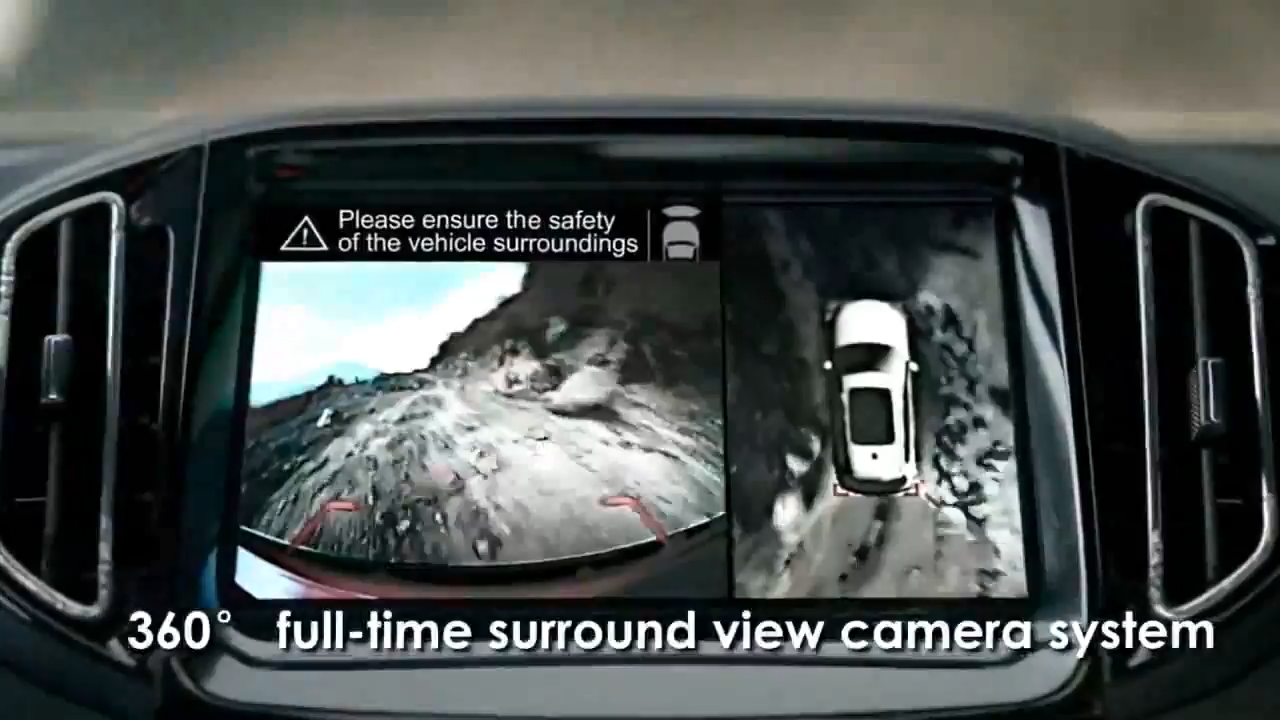 Please ensure the safety
of the vehicle surroundings
360° full-time surround view camera system